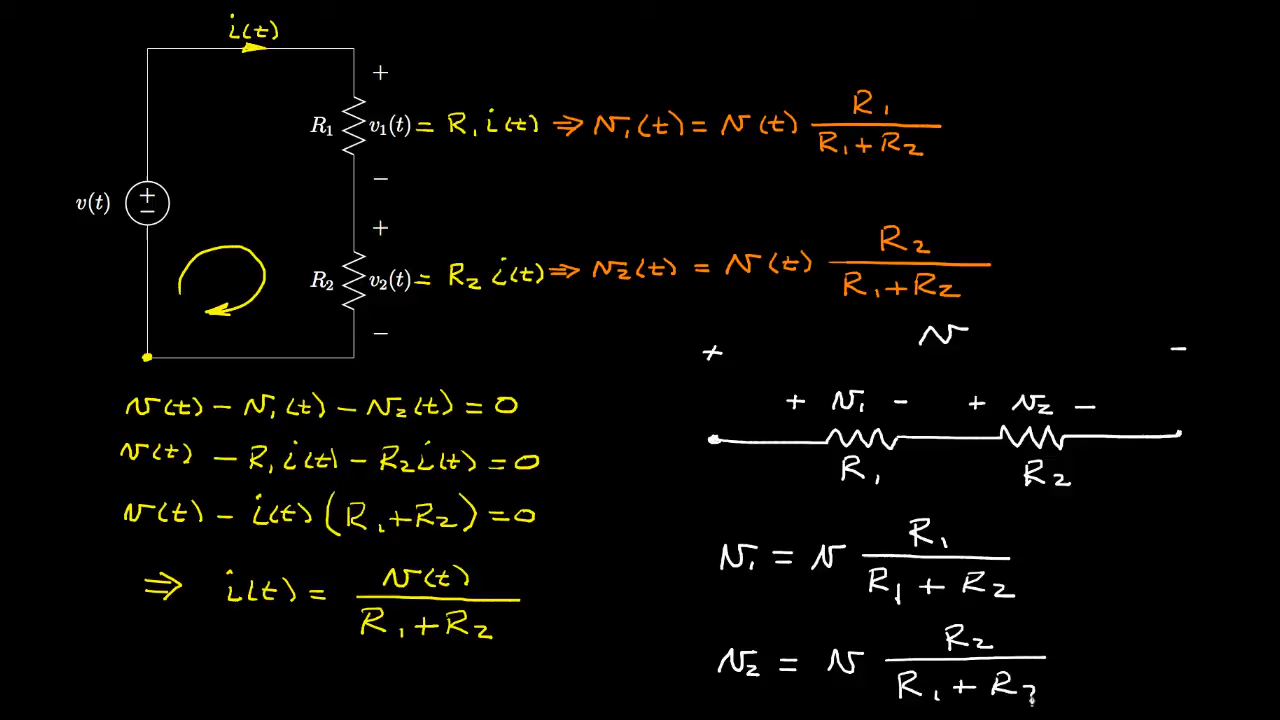 i(t)
+
R₁ v₁(t) = R₁ i(t) ⇒ v₁(t) = v(t) R₁/(R₁+R₂)
−
v(t) + −
+
R₂ v₂(t) = R₂ i(t) ⇒ v₂(t) = v(t) R₂/(R₁+R₂)
−
v(t) − v₁(t) − v₂(t) = 0
v(t) − R₁ i(t) − R₂ i(t) = 0
v(t) − i(t) (R₁+R₂) = 0
⇒ i(t) = v(t)/(R₁+R₂)
+ v −
+ v₁ − + v₂ −
R₁ R₂
v₁ = v R₁/(R₁+R₂)
v₂ = v R₂/(R₁+R₂)